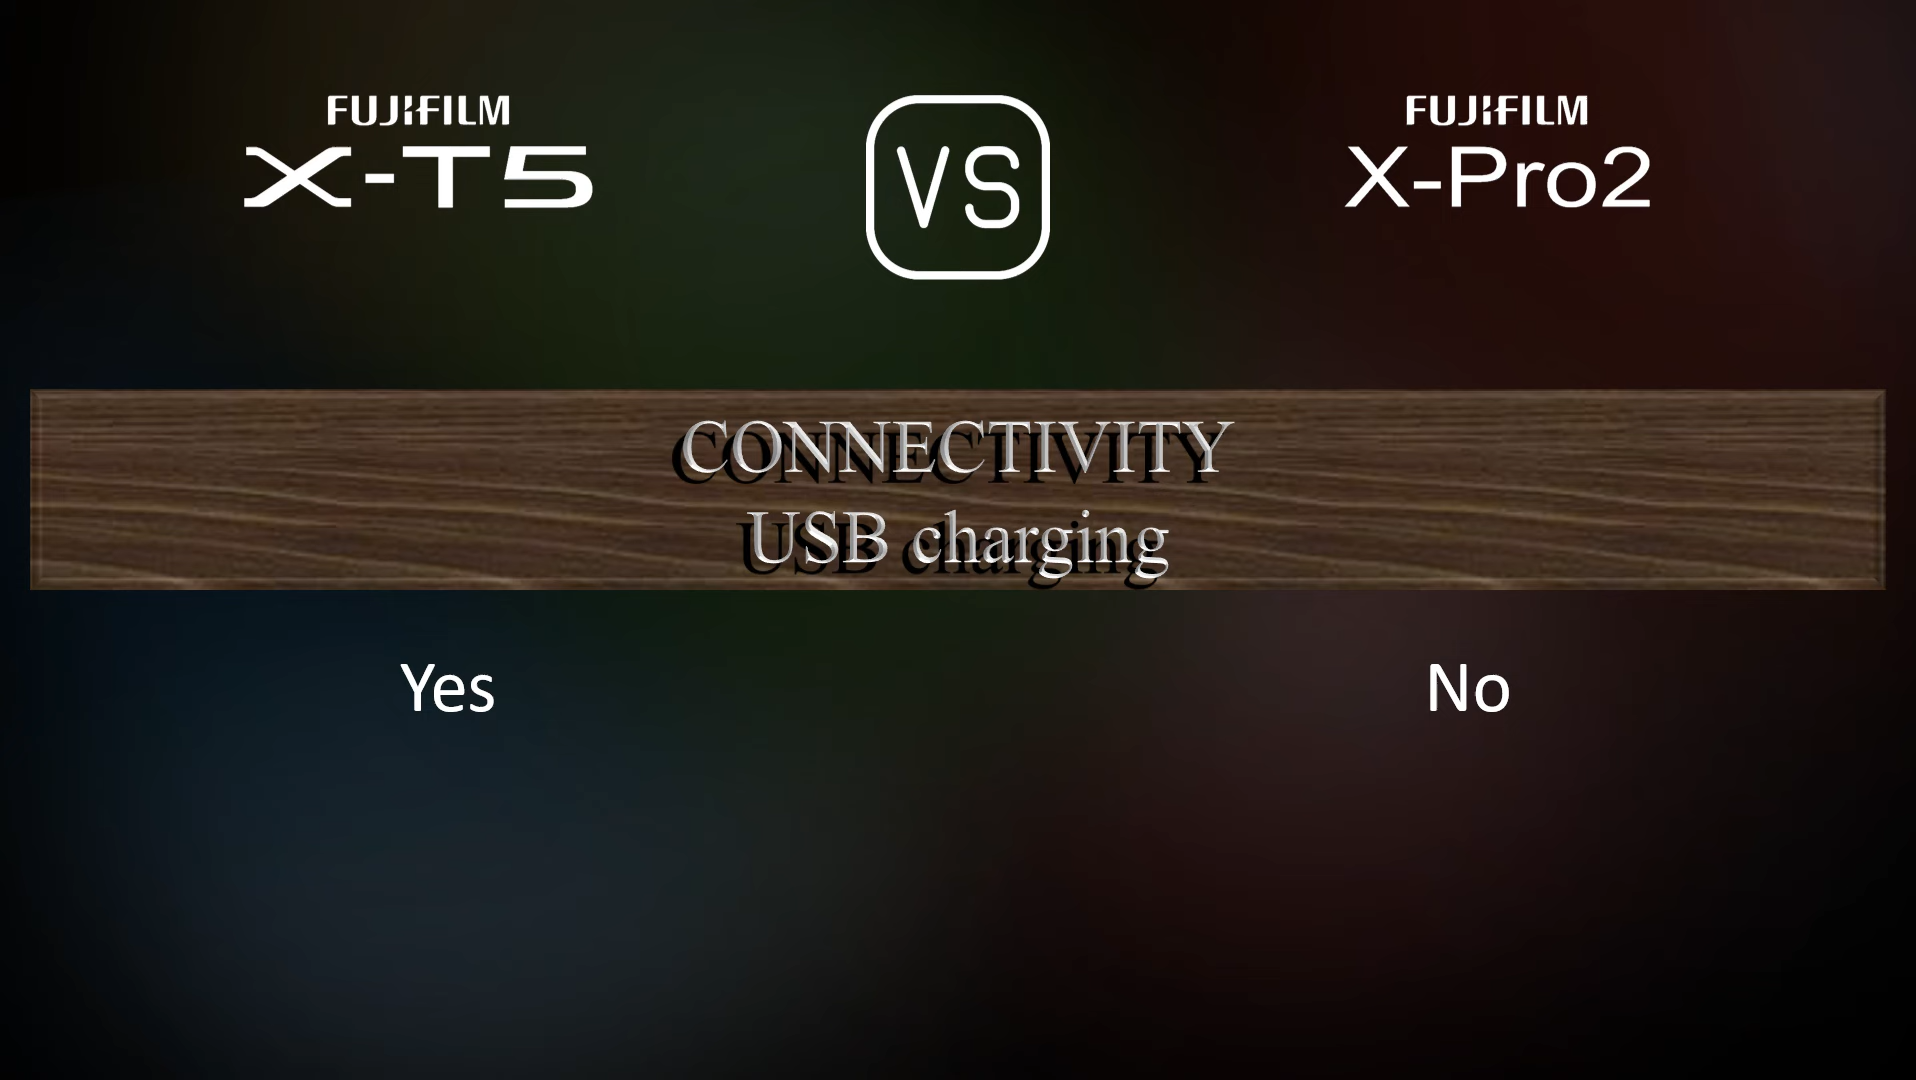 FUJIFILM
X-T5
VS
FUJIFILM
X-Pro2
CONNECTIVITY
USB charging
Yes
No